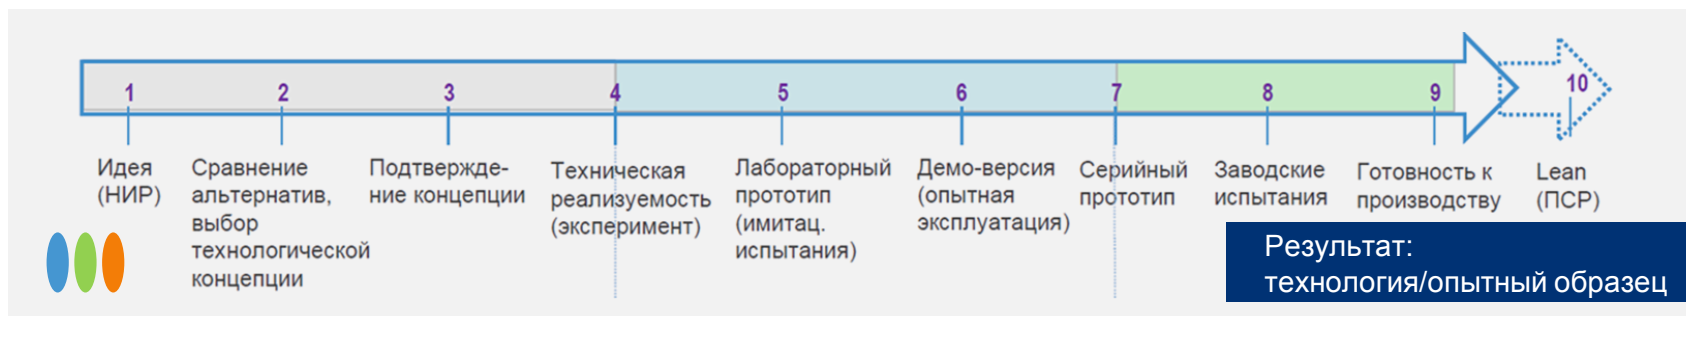 1
2
3
4
5
6
7
8
9
10
Идея
(НИР)
Сравнение
альтернатив,
выбор
технологической
концепции
Подтвержде-
ние концепции
Техническая
реализуемость
(эксперимент)
Лабораторный
прототип
(имитац.
испытания)
Демо-версия
(опытная
эксплуатация)
Серийный
прототип
Заводские
испытания
Готовность к
производству
Lean
(ПСР)
Результат:
технология/опытный образец